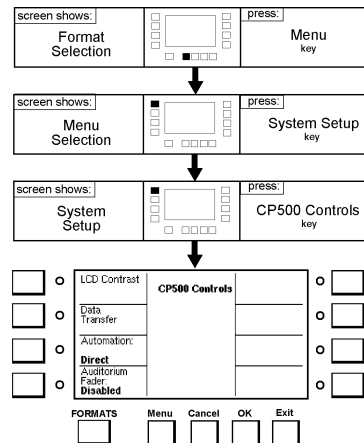 screen shows:
Format
Selection
press:
Menu
key
screen shows:
Menu
Selection
press:
System Setup
key
screen shows:
System
Setup
press:
CP500 Controls
key
LCD Contrast
CP500 Controls
Data
Transfer
Automation:
Direct
Auditorium
Fader:
Disabled
FORMATS
Menu
Cancel
OK
Exit